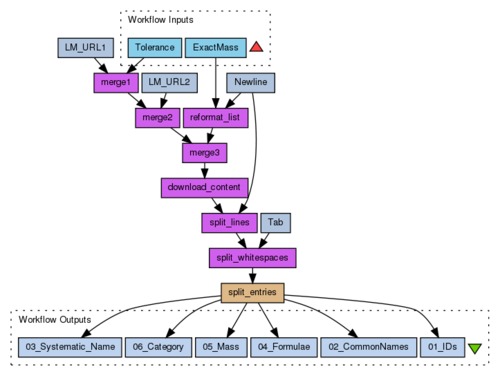 Workflow Inputs
LM_URL1
Tolerance
ExactMass
merge1
LM_URL2
Newline
merge2
reformat_list
merge3
download_content
split_lines
Tab
split_whitespaces
split_entries
Workflow Outputs
03_Systematic_Name
06_Category
05_Mass
04_Formulae
02_CommonNames
01_IDs